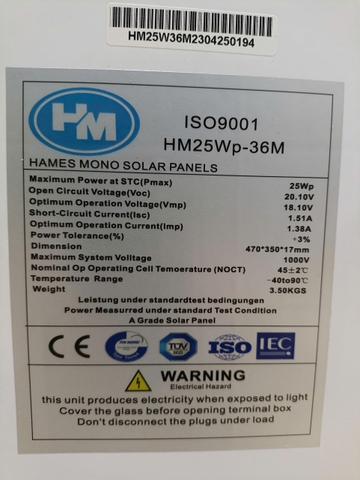 HM25W36M2304250194
HM
ISO9001
HM25Wp-36M
HAMES MONO SOLAR PANELS
Maximum Power at STC(Pmax) 25Wp
Open Circuit Voltage(Voc) 20.10V
Optimum Operation Voltage(Vmp) 18.10V
Short-Circuit Current(Isc) 1.51A
Optimum Operation Current(Imp) 1.38A
Power Tolerance(%) +3%
Dimension 470*350*17mm
Maximum System Voltage 1000V
Nominal Op Operating Cell Temoerature (NOCT) 45±2℃
Temperature Range -40to90℃
Weight 3.50KGS
Leistung under standardtest bedingungen
Power Measurred under standard Test Condition
A Grade Solar Panel
CE TÜV ISO IEC
WARNING
Electrical Hazard
this unit produces electricity when exposed to light
Cover the glass before opening terminal box
Don't disconnect the plugs under load